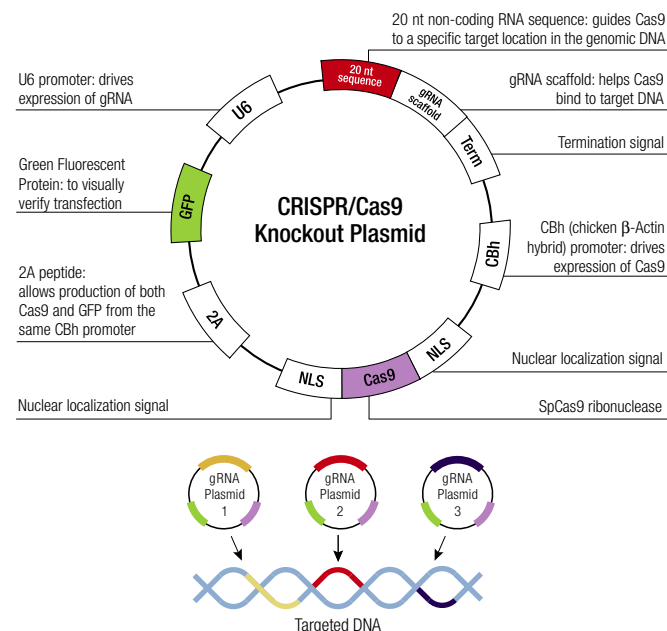 20 nt non-coding RNA sequence: guides Cas9
to a specific target location in the genomic DNA
U6 promoter: drives
expression of gRNA
gRNA scaffold: helps Cas9
bind to target DNA
Termination signal
Green Fluorescent
Protein: to visually
verify transfection
CBh (chicken β-Actin
hybrid) promoter: drives
expression of Cas9
2A peptide:
allows production of both
Cas9 and GFP from the
same CBh promoter
Nuclear localization signal
Nuclear localization signal
SpCas9 ribonuclease
CRISPR/Cas9
Knockout Plasmid
20 nt
sequence
gRNA
scaffold
Term
CBh
NLS
Cas9
NLS
2A
GFP
U6
gRNA
Plasmid
1
gRNA
Plasmid
2
gRNA
Plasmid
3
Targeted DNA